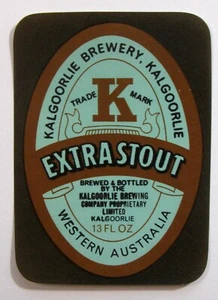 KALGOORLIE BREWERY, KALGOORLIE
TRADE K MARK
EXTRA STOUT
BREWED & BOTTLED
BY THE
KALGOORLIE BREWING
COMPANY PROPRIETARY
LIMITED
KALGOORLIE
13 FL OZ
WESTERN AUSTRALIA